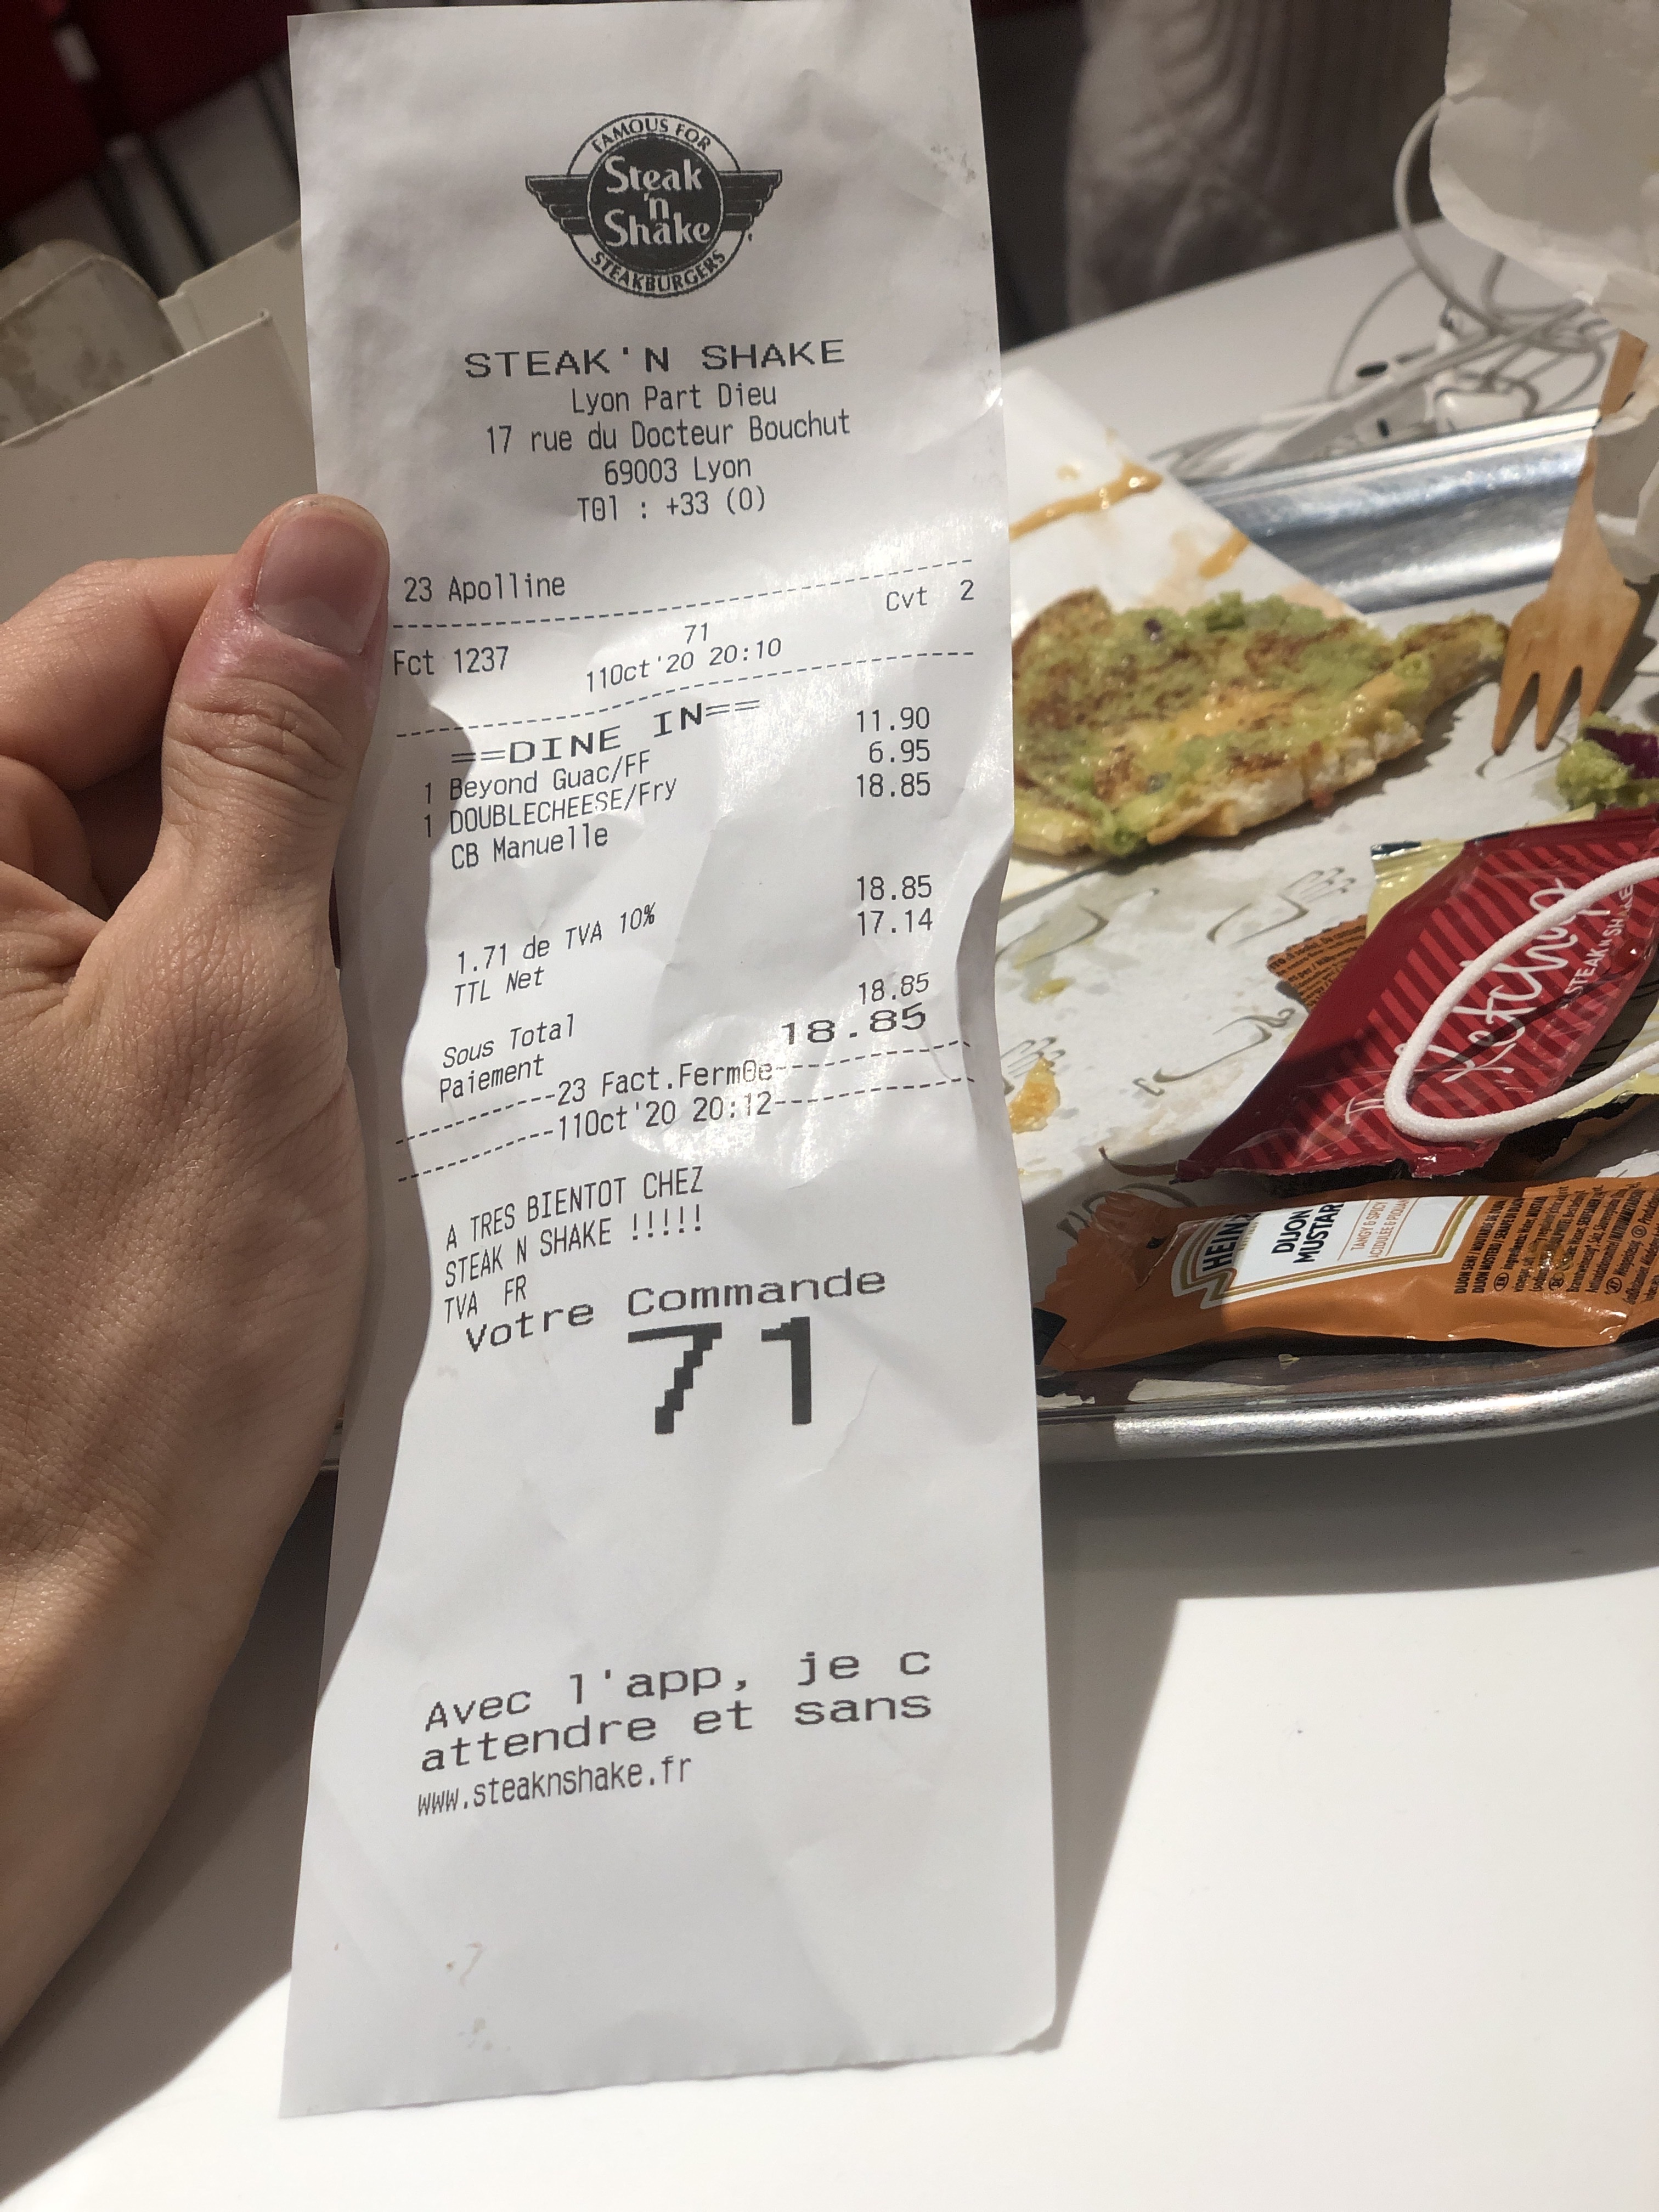 FAMOUS FOR
Steak
'n
Shake
STEAKBURGERS
STEAK'N SHAKE
Lyon Part Dieu
17 rue du Docteur Bouchut
69003 Lyon
T01 : +33 (0)
23 Apolline
Cvt 2
71
Fct 1237
11Oct'20 20:10
==DINE IN==
1 Beyond Guac/FF 11.90
1 DOUBLECHEESE/Fry 6.95
CB Manuelle 18.85
1.71 de TVA 10% 18.85
TTL Net 17.14
Sous Total 18.85
Paiement 18.85
----------23 Fact.Ferm0e------------
----------11Oct'20 20:12------------
A TRES BIENTOT CHEZ
STEAK N SHAKE !!!!!
TVA FR
Votre Commande
71
Avec l'app, je c
attendre et sans
www.steaknshake.fr
Ketchup
STEAK N SHAKE
HEINZ
DIJON
MUSTARD
TANGY & SPICY